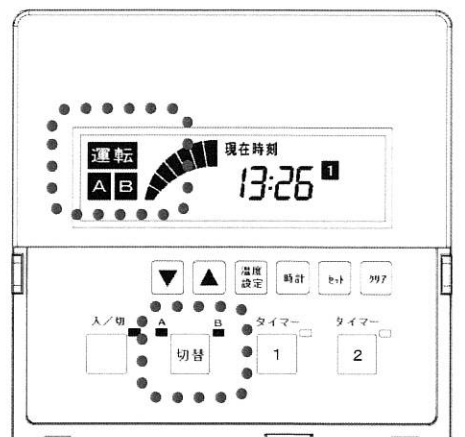 運転
現在時刻
A B
13:26 1
▼ ▲ 温度設定 時計 セット クリア
入/切 A B タイマー タイマー
切替 1 2